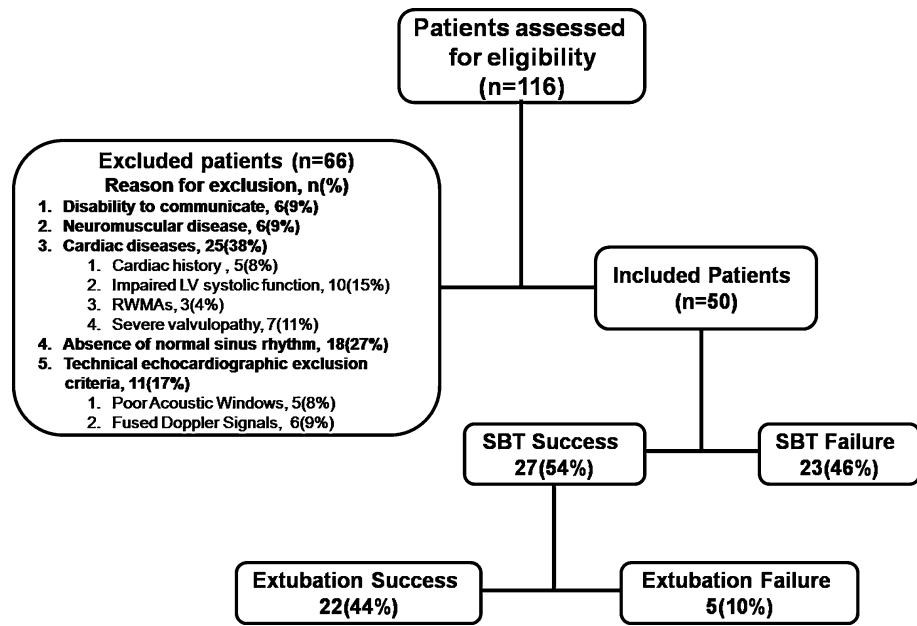 Patients assessed
for eligibility
(n=116)
Excluded patients (n=66)
Reason for exclusion, n(%)
1. Disability to communicate, 6(9%)
2. Neuromuscular disease, 6(9%)
3. Cardiac diseases, 25(38%)
1. Cardiac history , 5(8%)
2. Impaired LV systolic function, 10(15%)
3. RWMAs, 3(4%)
4. Severe valvulopathy, 7(11%)
4. Absence of normal sinus rhythm, 18(27%)
5. Technical echocardiographic exclusion
criteria, 11(17%)
1. Poor Acoustic Windows, 5(8%)
2. Fused Doppler Signals, 6(9%)
Included Patients
(n=50)
SBT Success
27(54%)
SBT Failure
23(46%)
Extubation Success
22(44%)
Extubation Failure
5(10%)